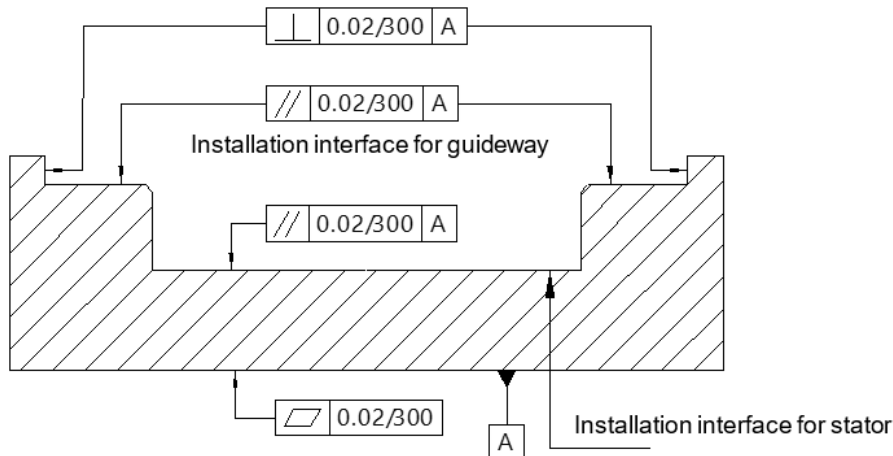 ⊥ 0.02/300 A
// 0.02/300 A
Installation interface for guideway
// 0.02/300 A
▱ 0.02/300
A
Installation interface for stator